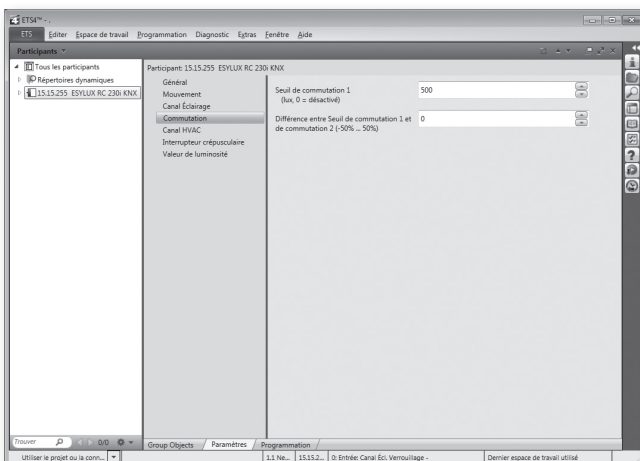 ETS4™ - .
ETS Editer Espace de travail Programmation Diagnostic Extras Fenêtre Aide
Participants
Tous les participants
Répertoires dynamiques
15.15.255 ESYLUX RC 230i KNX
Participant: 15.15.255 ESYLUX RC 230i KNX
Général
Mouvement
Canal Éclairage
Commutation
Canal HVAC
Interrupteur crépusculaire
Valeur de luminosité
Seuil de commutation 1
(lux, 0 = désactivé)
500
Différence entre Seuil de commutation 1 et
de commutation 2 (-50% ... 50%)
0
Trouver
0/0
Group Objects Paramètres Programmation
Utiliser le projet ou la conn... 1.1 Ne... 15.15.2... 0: Entrée: Canal Écl. Verrouillage - Dernier espace de travail utilisé